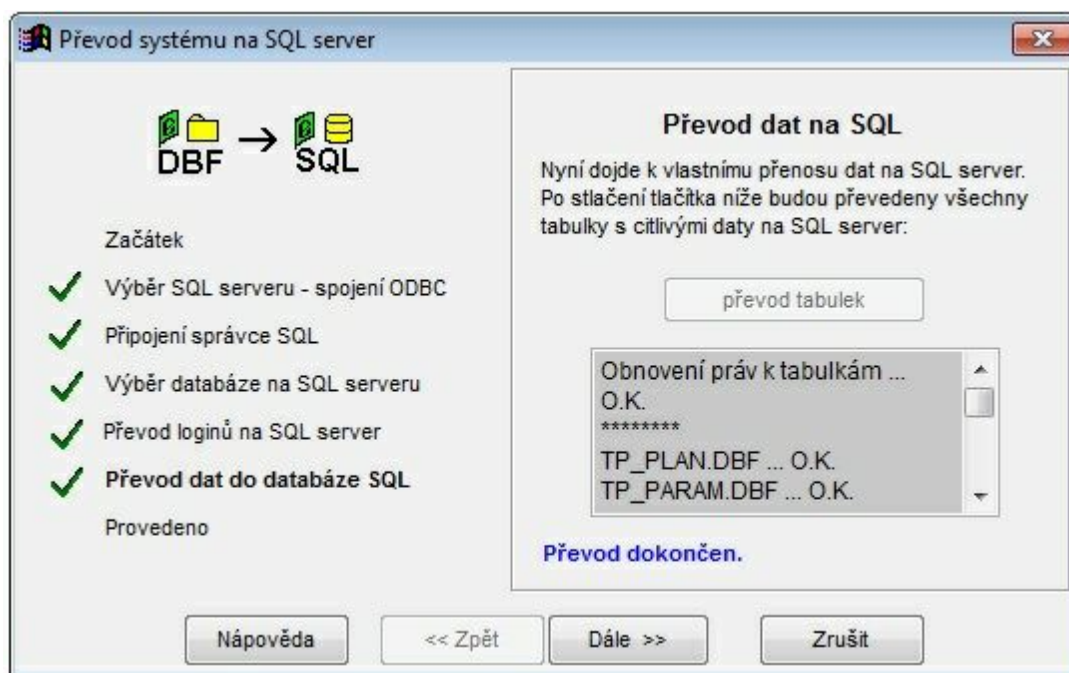 Převod systému na SQL server
DBF → SQL
Začátek
Výběr SQL serveru - spojení ODBC
Připojení správce SQL
Výběr databáze na SQL serveru
Převod loginů na SQL server
Převod dat do databáze SQL
Provedeno
Převod dat na SQL
Nyní dojde k vlastnímu přenosu dat na SQL server.
Po stlačení tlačítka níže budou převedeny všechny
tabulky s citlivými daty na SQL server:
převod tabulek
Obnovení práv k tabulkám ...
O.K.
********
TP_PLAN.DBF ... O.K.
TP_PARAM.DBF ... O.K.
Převod dokončen.
Nápověda
<< Zpět
Dále >>
Zrušit